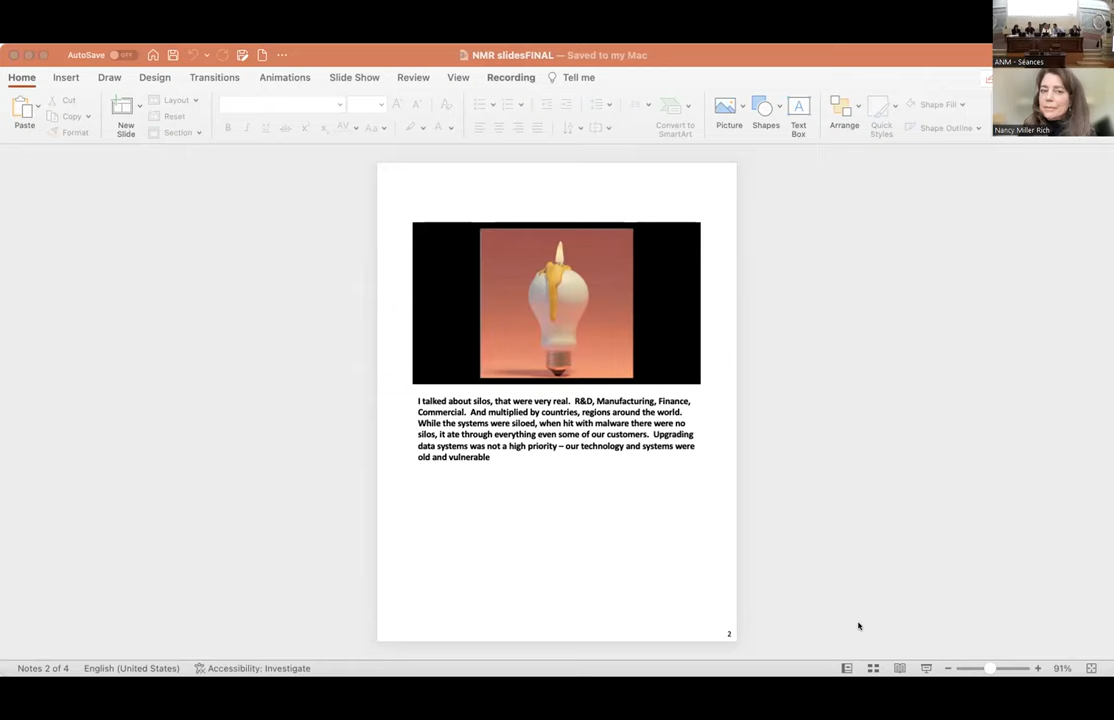 AutoSave OFF
NMR slidesFINAL — Saved to my Mac
ANM - Séances
Home Insert Draw Design Transitions Animations Slide Show Review View Recording Tell me
Nancy Miller Rich
Paste
Cut
Copy
Format
New Slide
Layout
Reset
Section
Convert to SmartArt
Picture
Shapes
Text Box
Arrange
Quick Styles
Shape Fill
Shape Outline
I talked about silos, that were very real. R&D, Manufacturing, Finance,
Commercial. And multiplied by countries, regions around the world.
While the systems were siloed, when hit with malware there were no
silos, it ate through everything even some of our customers. Upgrading
data systems was not a high priority – our technology and systems were
old and vulnerable
2
Notes 2 of 4 English (United States) Accessibility: Investigate 91%